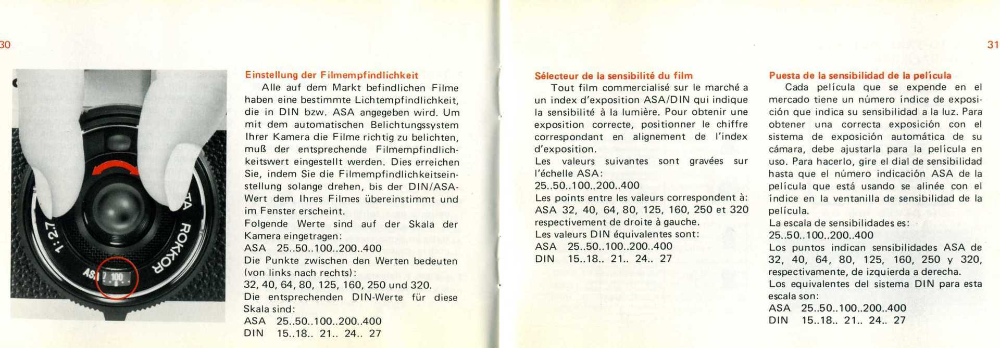 30
1:2.7
TA ROKKOR
ASA
100
Einstellung der Filmempfindlichkeit
Alle auf dem Markt befindlichen Filme
haben eine bestimmte Lichtempfindlichkeit,
die in DIN bzw. ASA angegeben wird. Um
mit dem automatischen Belichtungssystem
Ihrer Kamera die Filme richtig zu belichten,
muß der entsprechende Filmempfindlich-
keitswert eingestellt werden. Dies erreichen
Sie, indem Sie die Filmempfindlichkeitsein-
stellung solange drehen, bis der DIN/ASA-
Wert dem Ihres Filmes übereinstimmt und
im Fenster erscheint.
Folgende Werte sind auf der Skala der
Kamera eingetragen:
ASA 25..50..100..200..400
Die Punkte zwischen den Werten bedeuten
(von links nach rechts):
32, 40, 64, 80, 125, 160, 250 und 320.
Die entsprechenden DIN-Werte für diese
Skala sind:
ASA 25..50..100..200..400
DIN 15..18.. 21.. 24.. 27
Sélecteur de la sensibilité du film
Tout film commercialisé sur le marché a
un index d'exposition ASA/DIN qui indique
la sensibilité à la lumière. Pour obtenir une
exposition correcte, positionner le chiffre
correspondant en alignement de l'index
d'exposition.
Les valeurs suivantes sont gravées sur
l'échelle ASA:
25..50..100..200..400
Les points entre les valeurs correspondent à:
ASA 32, 40, 64, 80, 125, 160, 250 et 320
respectivement de droite à gauche.
Les valeurs DIN équivalentes sont:
ASA 25..50..100..200..400
DIN 15..18.. 21.. 24.. 27
31
Puesta de la sensibilidad de la película
Cada película que se expende en el
mercado tiene un número índice de exposi-
ción que indica su sensibilidad a la luz. Para
obtener una correcta exposición con el
sistema de exposición automática de su
cámara, debe ajustarla para la película en
uso. Para hacerlo, gire el dial de sensibilidad
hasta que el número indicación ASA de la
película que está usando se alinée con el
índice en la ventanilla de sensibilidad de la
película.
La escala de sensibilidades es:
25..50..100..200..400
Los puntos indican sensibilidades ASA de
32, 40, 64, 80, 125, 160, 250 y 320,
respectivamente, de izquierda a derecha.
Los equivalentes del sistema DIN para esta
escala son:
ASA 25..50..100..200..400
DIN 15..18.. 21.. 24.. 27